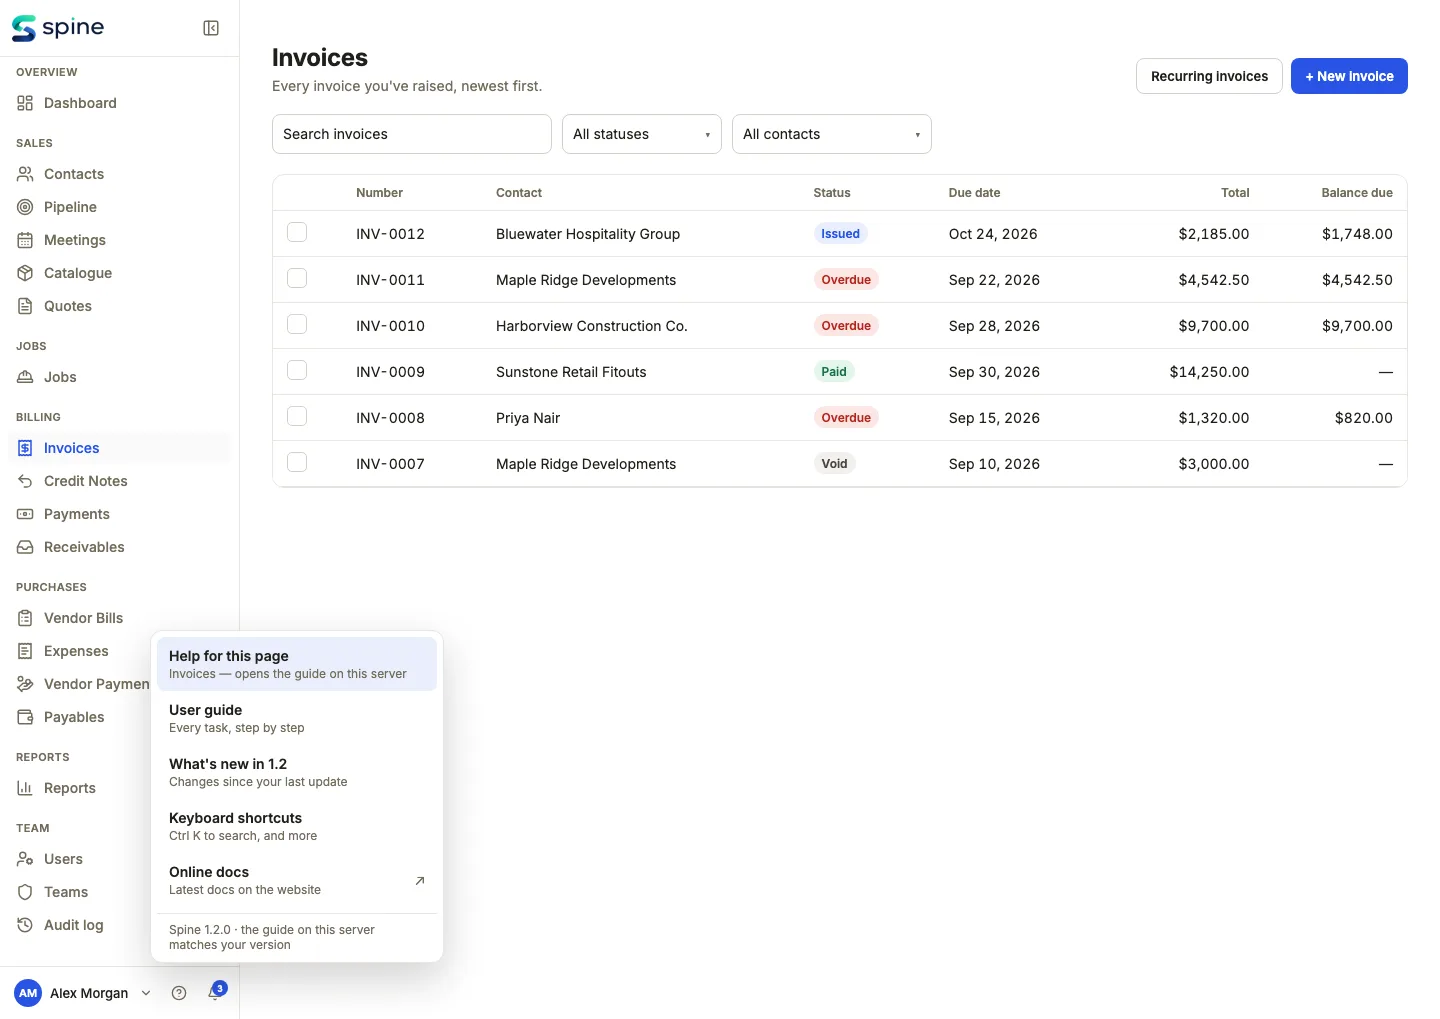 spine
OVERVIEW
Dashboard
SALES
Contacts
Pipeline
Meetings
Catalogue
Quotes
JOBS
Jobs
BILLING
Invoices
Credit Notes
Payments
Receivables
PURCHASES
Vendor Bills
Expenses
Vendor Paymen
Payables
REPORTS
Reports
TEAM
Users
Teams
Audit log
AM Alex Morgan 3
Invoices
Every invoice you've raised, newest first.
Recurring invoices + New invoice
Search invoices All statuses All contacts
Number Contact Status Due date Total Balance due
INV-0012 Bluewater Hospitality Group Issued Oct 24, 2026 $2,185.00 $1,748.00
INV-0011 Maple Ridge Developments Overdue Sep 22, 2026 $4,542.50 $4,542.50
INV-0010 Harborview Construction Co. Overdue Sep 28, 2026 $9,700.00 $9,700.00
INV-0009 Sunstone Retail Fitouts Paid Sep 30, 2026 $14,250.00 —
INV-0008 Priya Nair Overdue Sep 15, 2026 $1,320.00 $820.00
INV-0007 Maple Ridge Developments Void Sep 10, 2026 $3,000.00 —
Help for this page
Invoices — opens the guide on this server
User guide
Every task, step by step
What's new in 1.2
Changes since your last update
Keyboard shortcuts
Ctrl K to search, and more
Online docs
Latest docs on the website
Spine 1.2.0 · the guide on this server
matches your version